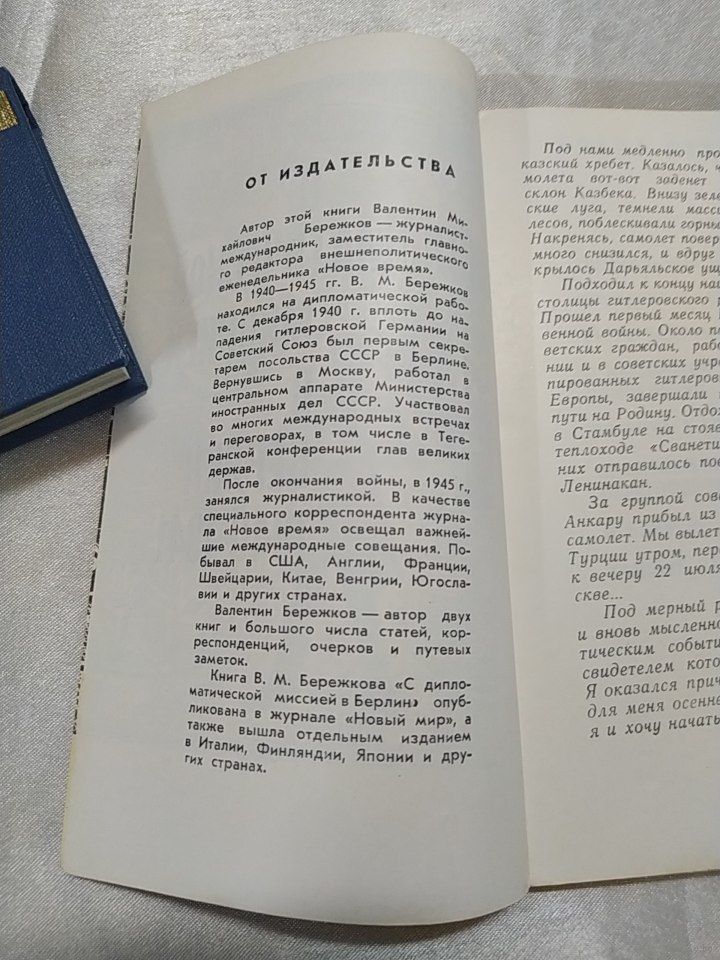 ОТ ИЗДАТЕЛЬСТВА
Автор этой книги Валентин Ми-
хайлович Бережков — журналист-
международник, заместитель главно-
го редактора внешнеполитического
еженедельника «Новое время».
В 1940—1945 гг. В. М. Бережков
находился на дипломатической рабо-
те. С декабря 1940 г. вплоть до на-
падения гитлеровской Германии на
Советский Союз был первым секре-
тарем посольства СССР в Берлине.
Вернувшись в Москву, работал в
центральном аппарате Министерства
иностранных дел СССР. Участвовал
во многих международных встречах
и переговорах, в том числе в Теге-
ранской конференции глав великих
держав.
После окончания войны, в 1945 г.,
занялся журналистикой. В качестве
специального корреспондента журна-
ла «Новое время» освещал важней-
шие международные совещания. По-
бывал в США, Англии, Франции,
Швейцарии, Китае, Венгрии, Югосла-
вии и других странах.
Валентин Бережков — автор двух
книг и большого числа статей, кор-
респонденций, очерков и путевых
заметок.
Книга В. М. Бережкова «С дипло-
матической миссией в Берлин» опуб-
ликована в журнале «Новый мир», а
также вышла отдельным изданием
в Италии, Финляндии, Японии и дру-
гих странах.
Под нами медленно про
казский хребет. Казалось, ч
молета вот-вот заденет
склон Казбека. Внизу зеле
ские луга, темнели масси
лесов, поблескивали горны
Накренясь, самолет повер
много снизился, и вдруг
крылось Дарьяльское ущ
Подходил к концу наш
столицы гитлеровского р
Прошел первый месяц
венной войны. Около п
ветских граждан, рабо
нии и в советских учре
пированных гитлеров
Европы, завершали
пути на Родину. Отдо
в Стамбуле на стояв
теплоходе «Сванети
них отправилось пое
Ленинакан.
За группой сове
Анкару прибыл из
самолет. Мы вылет
Турции утром, пере
к вечеру 22 июля
скве...
Под мерный р
и вновь мысленно
тическим событи
свидетелем кото
Я оказался прич
для меня осенне
я и хочу начать